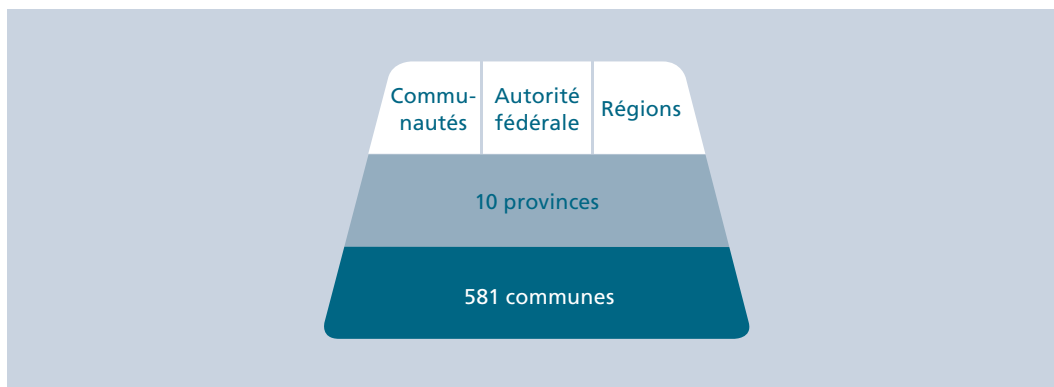 Commu-
nautés
Autorité
fédérale
Régions
10 provinces
581 communes